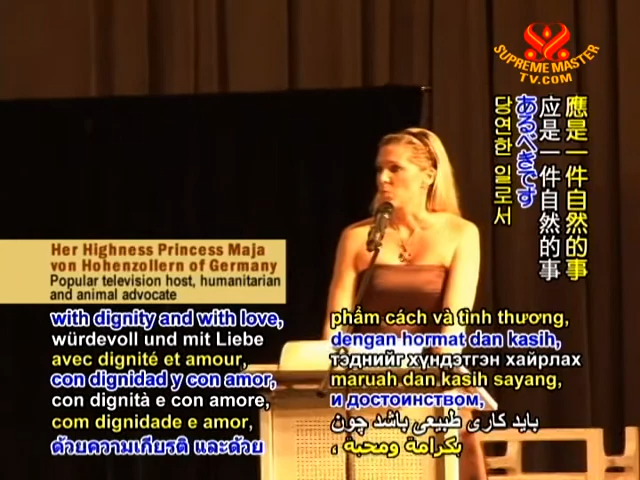 SUPREME MASTER
TV.COM
應是一件自然的事
应是一件自然的事
あるべきです
당연한 일로서
Her Highness Princess Maja
von Hohenzollern of Germany
Popular television host, humanitarian
and animal advocate
with dignity and with love,
würdevoll und mit Liebe
avec dignité et amour,
con dignidad y con amor,
con dignità e con amore,
com dignidade e amor,
ด้วยความเกียรติ และด้วย
phẩm cách và tình thương,
dengan hormat dan kasih,
тэднийг хүндэтгэн хайрлах
maruah dan kasih sayang,
и достоинством,
باید کاری طبیعی باشد چون
بكرامة ومحبة ،